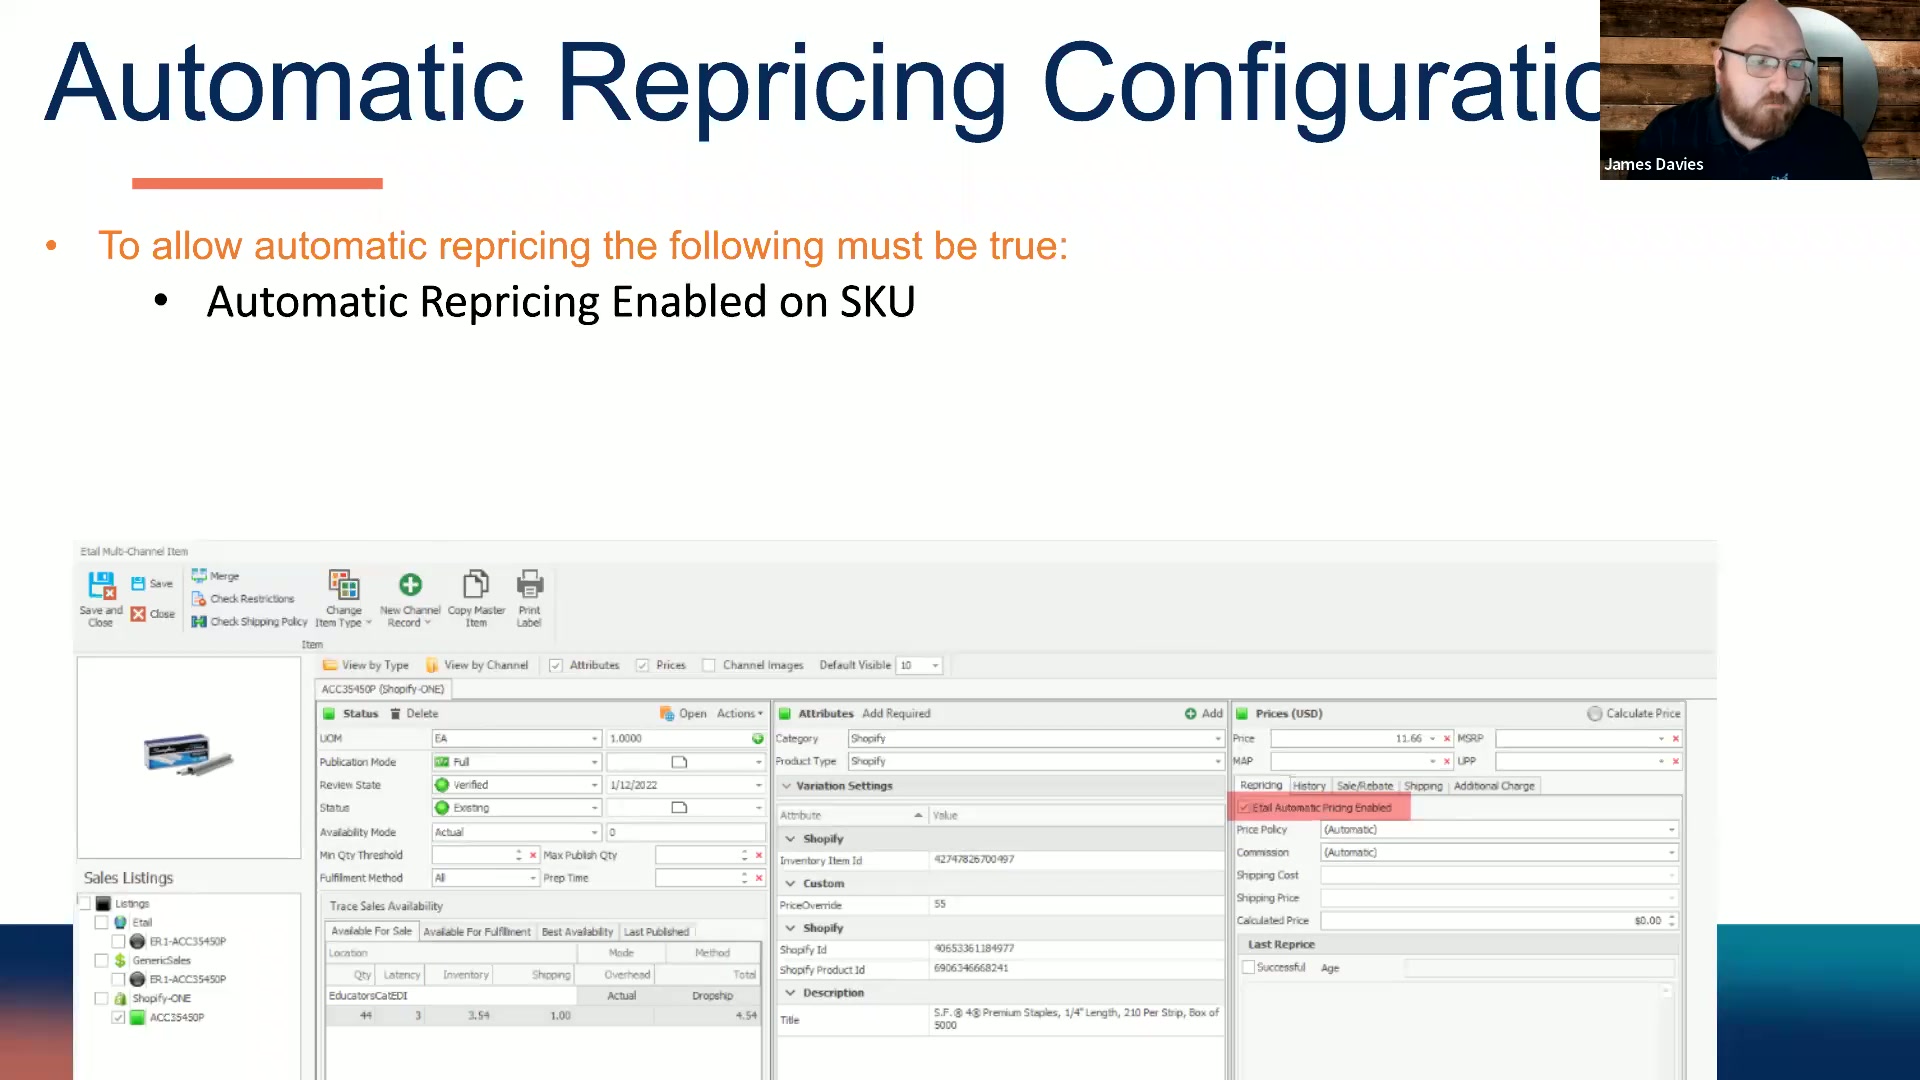 Automatic Repricing Configuratio
James Davies
• To allow automatic repricing the following must be true:
• Automatic Repricing Enabled on SKU
Etail Multi-Channel Item
Save and Close
Save
Close
Merge
Check Restrictions
Check Shipping Policy
Change Item Type
New Channel Record
Copy Master Item
Print Label
Item
View by Type View by Channel Attributes Prices Channel Images Default Visible 10
ACC35450P (Shopify-ONE)
Status Delete Open Actions
UOM EA 1.0000
Publication Mode Full
Review State Verified 1/12/2022
Status Existing
Availability Mode Actual 0
Min Qty Threshold Max Publish Qty
Fulfilment Method All Prep Time
Trace Sales Availability
Available For Sale Available For Fulfillment Best Availability Last Published
Location Mode Method
Qty Latency Inventory Shipping Overhead Total
EducatorsCatEDI Actual Dropship
44 3 3.54 1.00 4.54
Attributes Add Required Add
Category Shopify
Product Type Shopify
Variation Settings
Attribute Value
Shopify
Inventory Item Id 42747826700497
Custom
PriceOverride 55
Shopify
Shopify Id 40653361184977
Shopify Product Id 6906346668241
Description
Title S.F.® 4® Premium Staples, 1/4" Length, 210 Per Strip, Box of 5000
Prices (USD) Calculate Price
Price 11.66 MSRP
MAP UPP
Repricing History Sale/Rebate Shipping Additional Charge
Etail Automatic Pricing Enabled
Price Policy (Automatic)
Commission (Automatic)
Shipping Cost
Shipping Price
Calculated Price $0.00
Last Reprice
Successful Age
Sales Listings
Listings
Etail
ER.1-ACC35450P
GenericSales
ER.1-ACC35450P
Shopify-ONE
ACC35450P